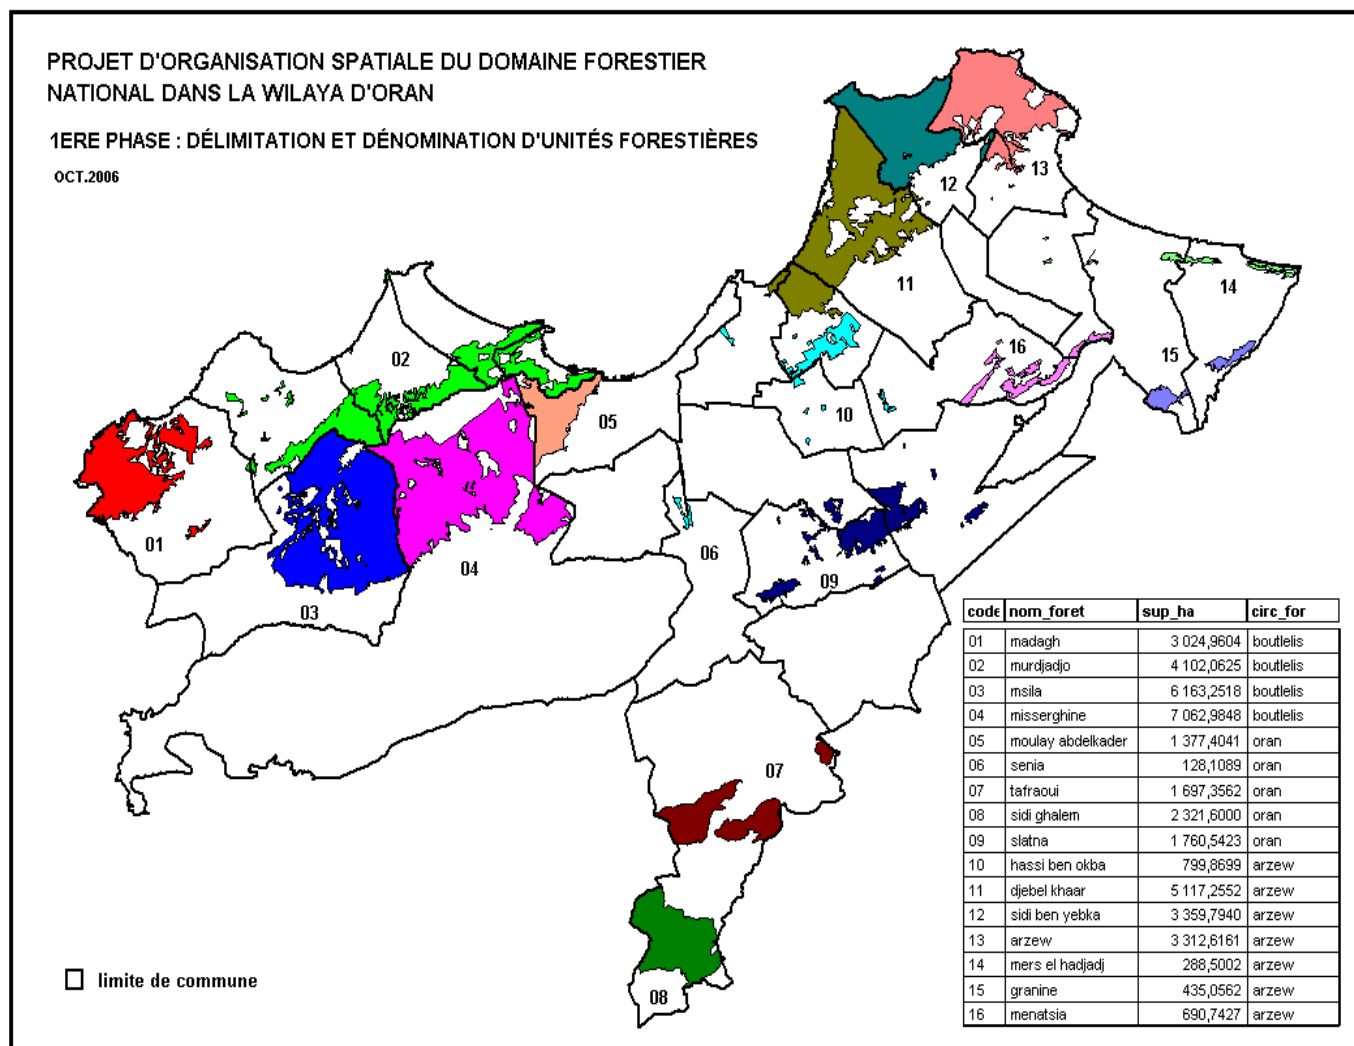 PROJET D'ORGANISATION SPATIALE DU DOMAINE FORESTIER
NATIONAL DANS LA WILAYA D'ORAN
1ERE PHASE : DÉLIMITATION ET DÉNOMINATION D'UNITÉS FORESTIÈRES
OCT.2006
13
12
11
14
02
16
15
05
10
01
06
04
09
03
07
08
limite de commune
code nom_foret sup_ha circ_for
01 madagh 3 024,9604 boutlelis
02 murdjadjo 4 102,0625 boutlelis
03 msila 6 163,2518 boutlelis
04 misserghine 7 062,9848 boutlelis
05 moulay abdelkader 1 377,4041 oran
06 senia 128,1089 oran
07 tafraoui 1 697,3562 oran
08 sidi ghalem 2 321,6000 oran
09 slatna 1 760,5423 oran
10 hassi ben okba 799,8699 arzew
11 djebel khaar 5 117,2552 arzew
12 sidi ben yebka 3 359,7940 arzew
13 arzew 3 312,6161 arzew
14 mers el hadjadj 288,5002 arzew
15 granine 435,0562 arzew
16 menatsia 690,7427 arzew